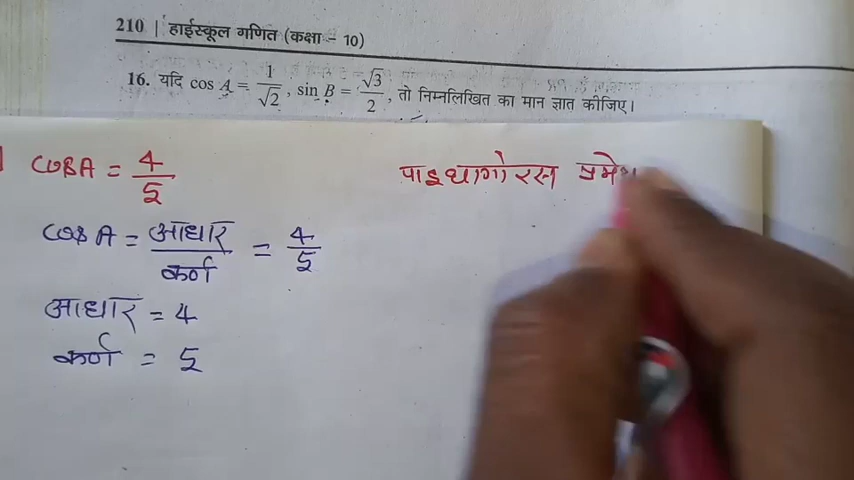 210 | हाईस्कूल गणित (कक्षा – 10)
16. यदि cos A = 1/√2, sin B = √3/2, तो निम्नलिखित का मान ज्ञात कीजिए।
cosA = 4/5
पाइथागोरस
cosA = आधार/कर्ण = 4/5
आधार = 4
कर्ण = 5